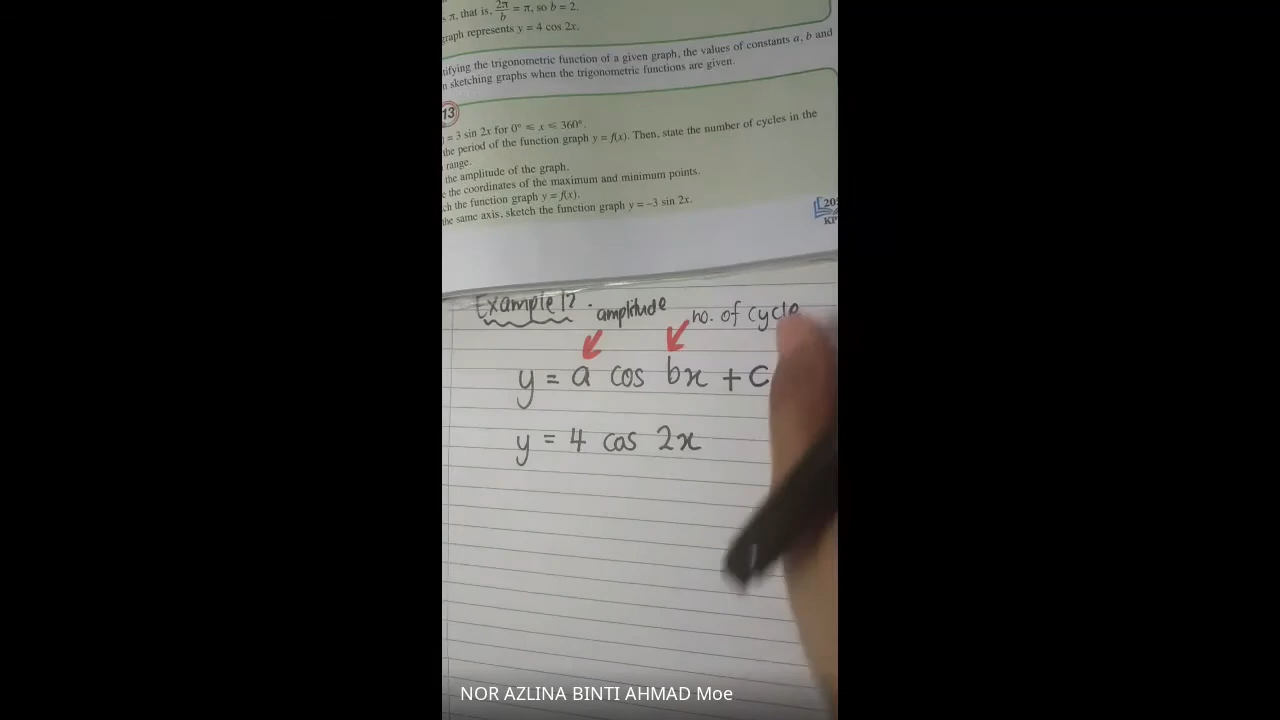 π, that is, 2π/b = π, so b = 2.
graph represents y = 4 cos 2x.
ifying the trigonometric function of a given graph, the values of constants a, b and
n sketching graphs when the trigonometric functions are given.
13
= 3 sin 2x for 0° ⩽ x ⩽ 360°.
the period of the function graph y = f(x). Then, state the number of cycles in the
range.
the amplitude of the graph.
the coordinates of the maximum and minimum points.
ch the function graph y = f(x).
the same axis, sketch the function graph y = –3 sin 2x.
Example
amplitude
no. of cycle
y = a cos bx + c
y = 4 cos 2x
NOR AZLINA BINTI AHMAD Moe